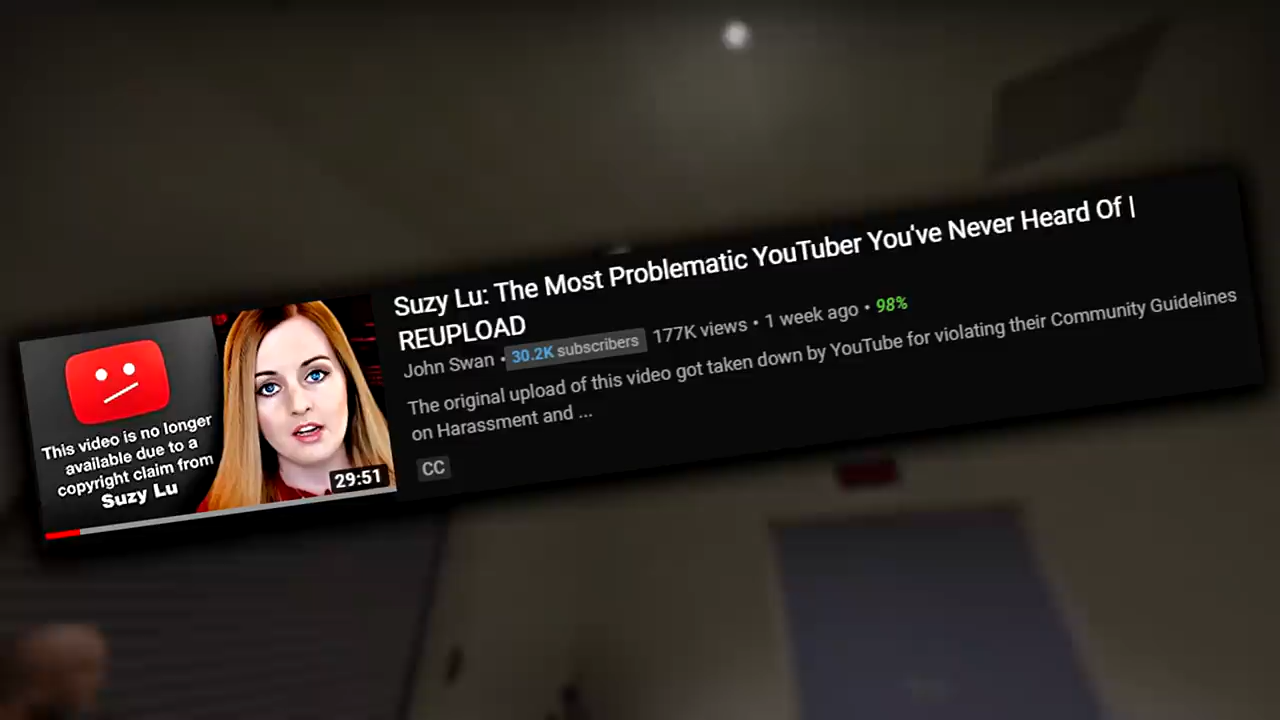 This video is no longer
available due to a
copyright claim from
Suzy Lu
29:51
Suzy Lu: The Most Problematic YouTuber You've Never Heard Of |
REUPLOAD
John Swan • 30.2K subscribers 177K views • 1 week ago • 98%
The original upload of this video got taken down by YouTube for violating their Community Guidelines
on Harassment and ...
CC